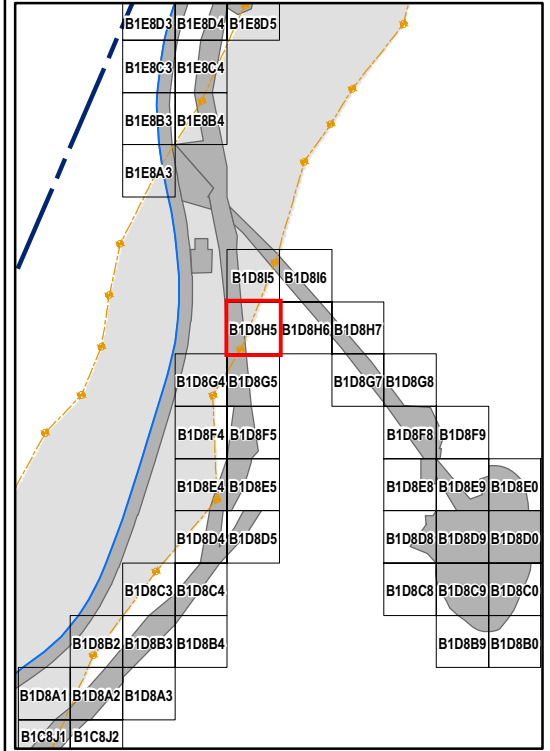 B1E8D3 B1E8D4 B1E8D5
B1E8C3 B1E8C4
B1E8B3 B1E8B4
B1E8A3
B1D8I5 B1D8I6
B1D8H5 B1D8H6 B1D8H7
B1D8G4 B1D8G5 B1D8G7 B1D8G8
B1D8F4 B1D8F5 B1D8F8 B1D8F9
B1D8E4 B1D8E5 B1D8E8 B1D8E9 B1D8E0
B1D8D4 B1D8D5 B1D8D8 B1D8D9 B1D8D0
B1D8C3 B1D8C4 B1D8C8 B1D8C9 B1D8C0
B1D8B2 B1D8B3 B1D8B4 B1D8B9 B1D8B0
B1D8A1 B1D8A2 B1D8A3
B1C8J1 B1C8J2